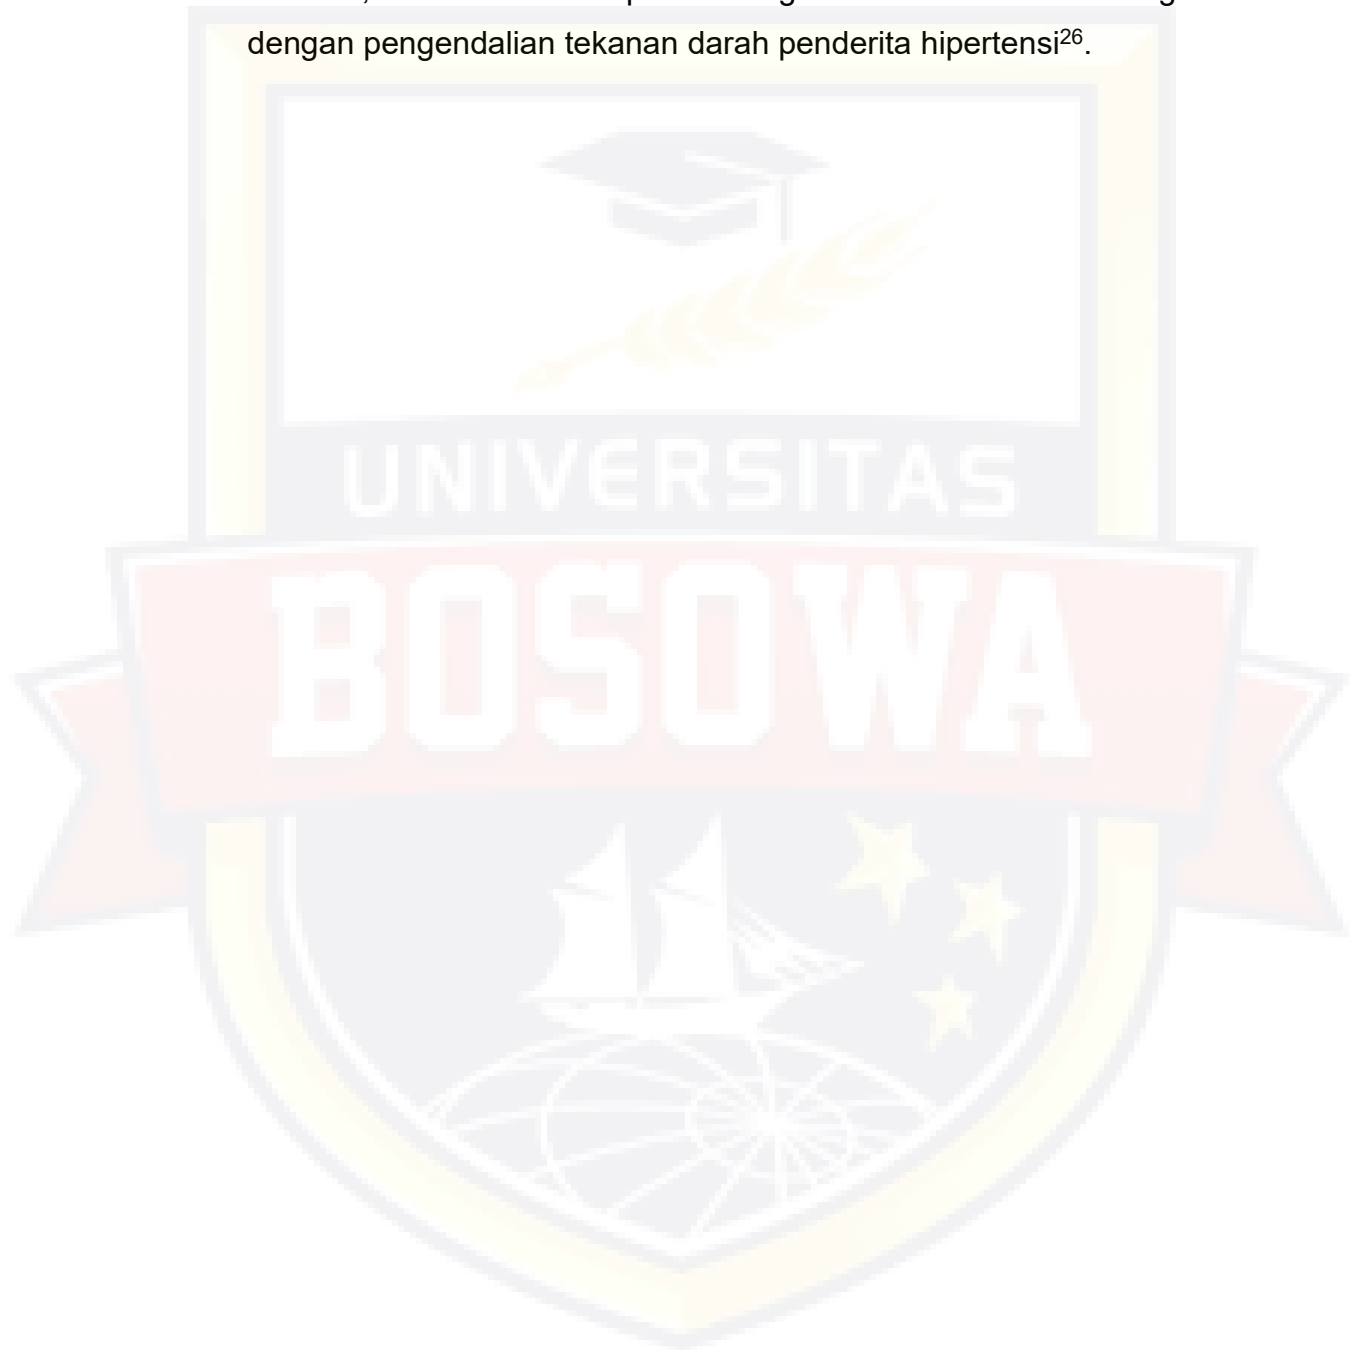 dengan pengendalian tekanan darah penderita hipertensi²⁶.
UNIVERSITAS
BOSOWA